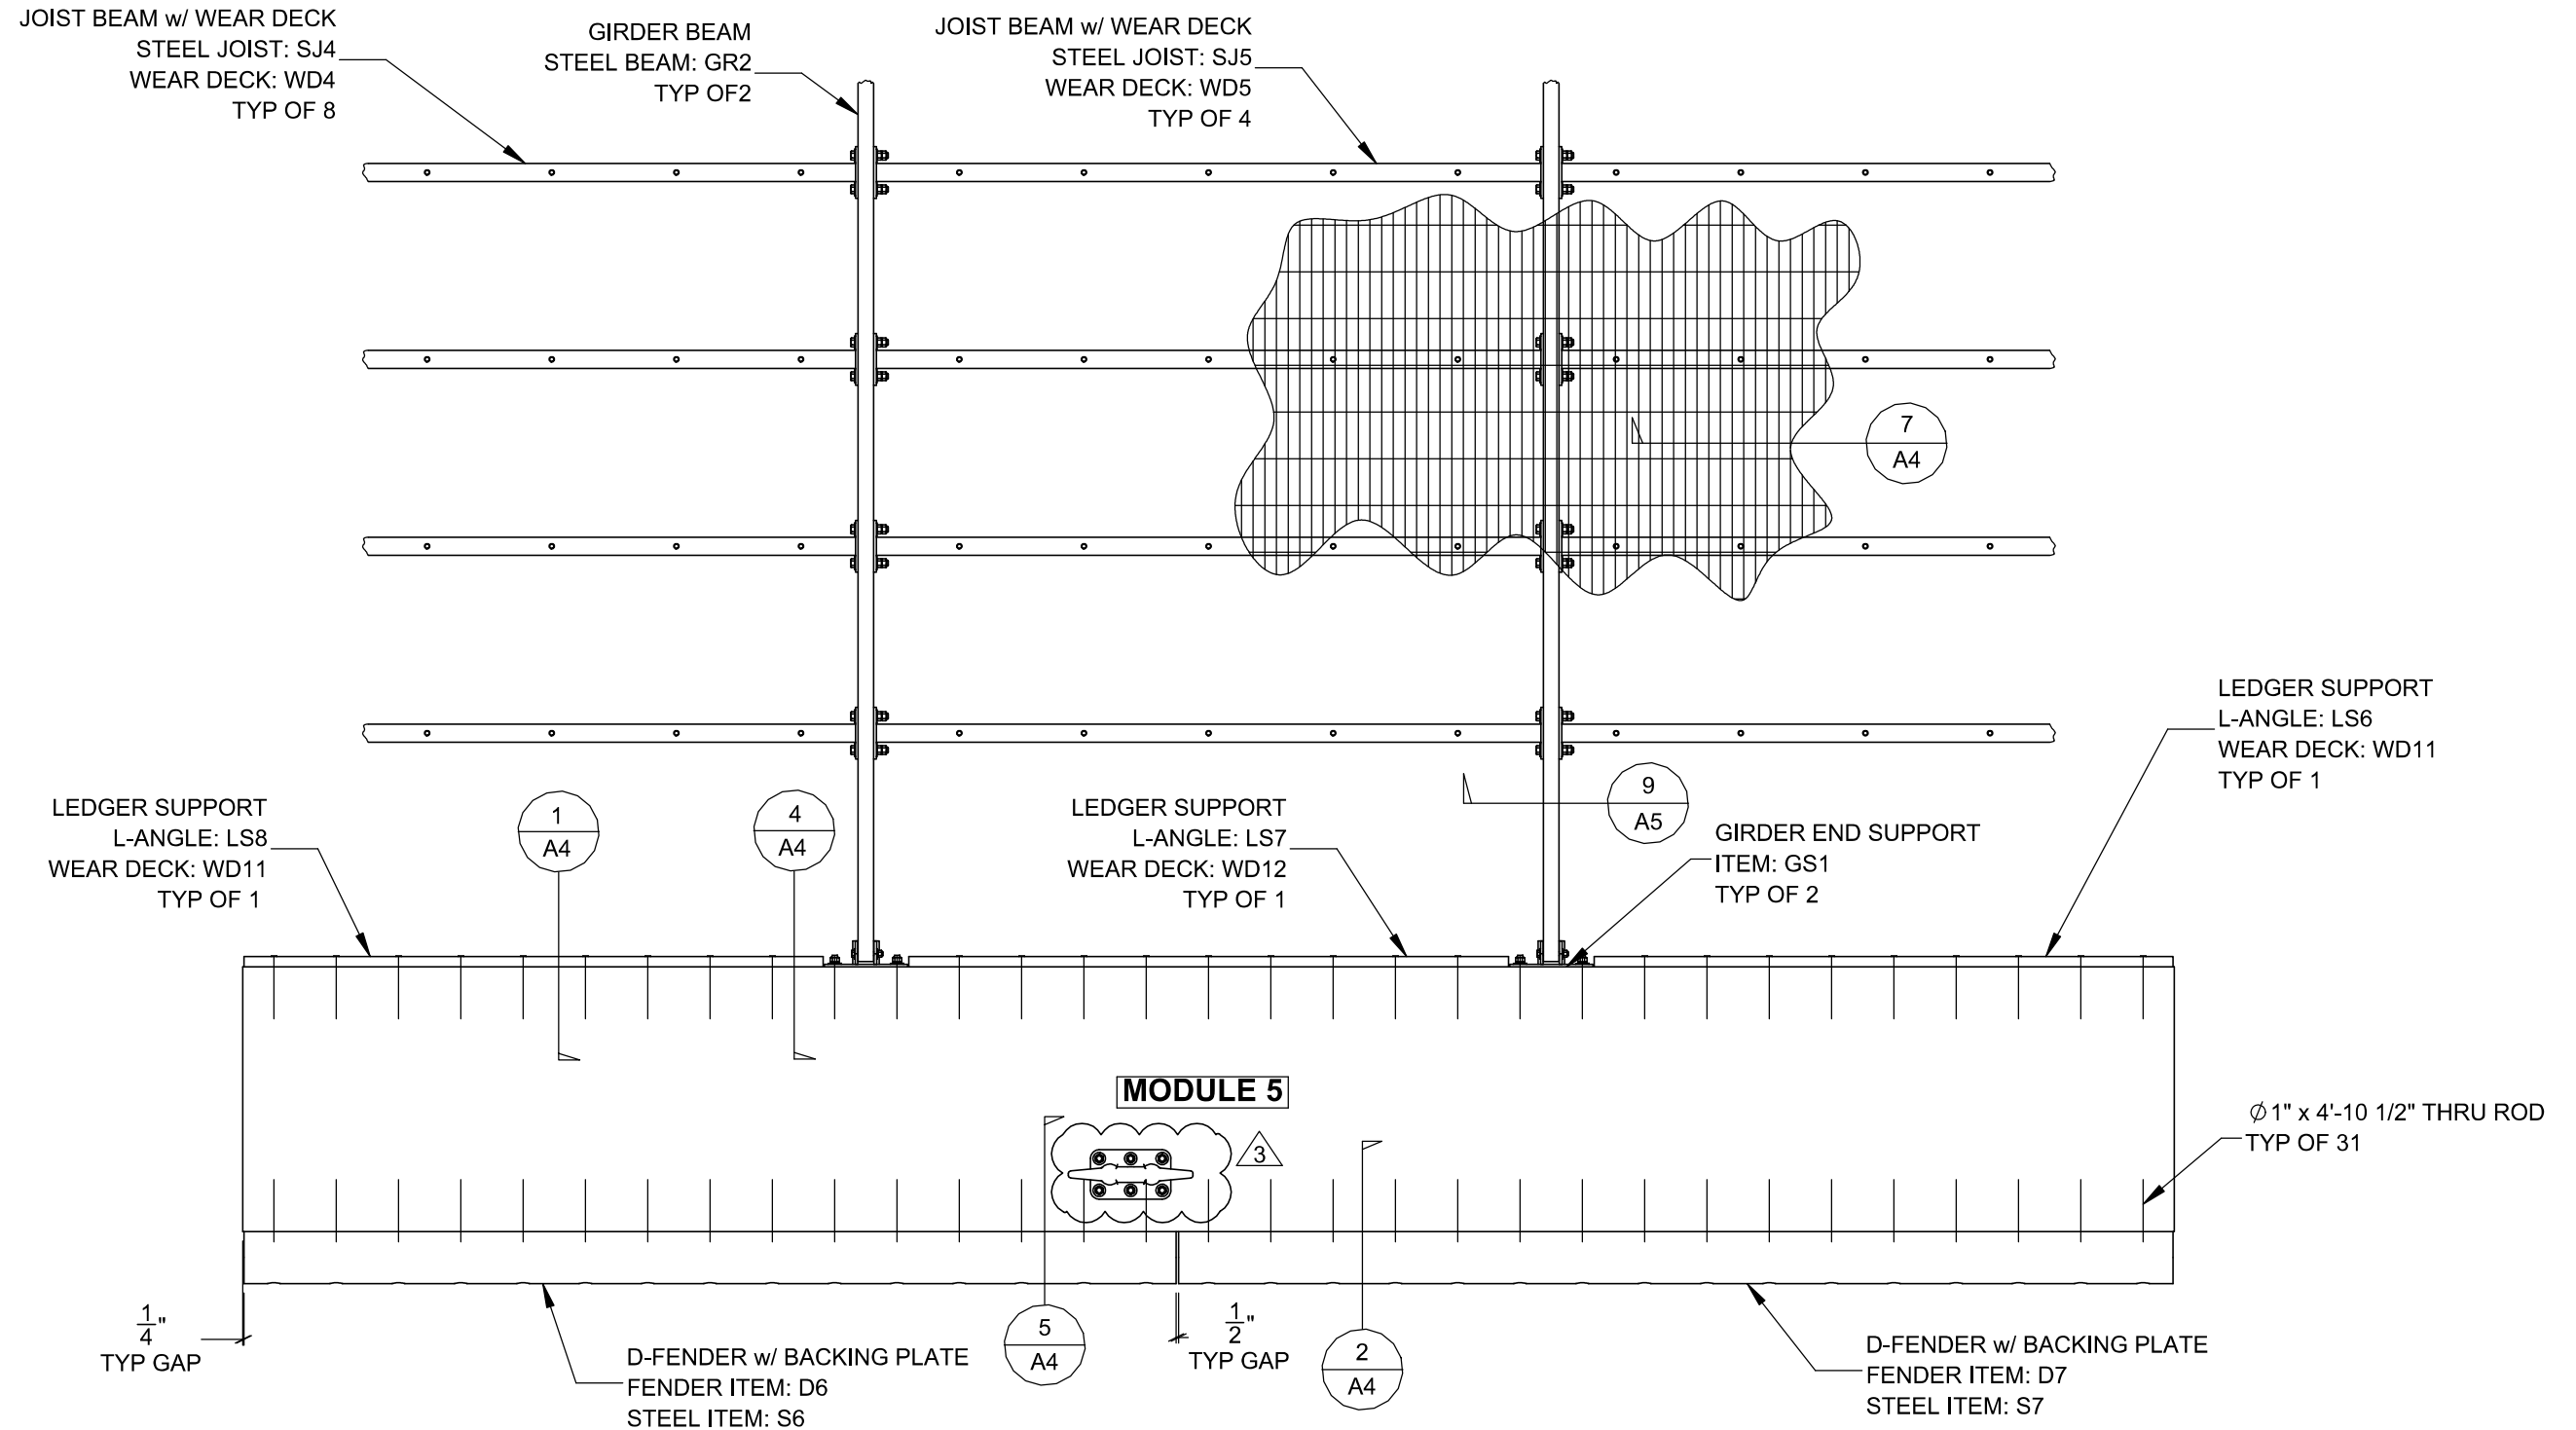 JOIST BEAM w/ WEAR DECK
STEEL JOIST: SJ4
WEAR DECK: WD4
TYP OF 8
GIRDER BEAM
STEEL BEAM: GR2
TYP OF2
JOIST BEAM w/ WEAR DECK
STEEL JOIST: SJ5
WEAR DECK: WD5
TYP OF 4
7
A4
LEDGER SUPPORT
L-ANGLE: LS6
WEAR DECK: WD11
TYP OF 1
LEDGER SUPPORT
L-ANGLE: LS8
WEAR DECK: WD11
TYP OF 1
1
A4
4
A4
LEDGER SUPPORT
L-ANGLE: LS7
WEAR DECK: WD12
TYP OF 1
9
A5
GIRDER END SUPPORT
ITEM: GS1
TYP OF 2
MODULE 5
3
∅1" x 4'-10 1/2" THRU ROD
TYP OF 31
1/4"
TYP GAP
D-FENDER w/ BACKING PLATE
FENDER ITEM: D6
STEEL ITEM: S6
5
A4
1/2"
TYP GAP
2
A4
D-FENDER w/ BACKING PLATE
FENDER ITEM: D7
STEEL ITEM: S7